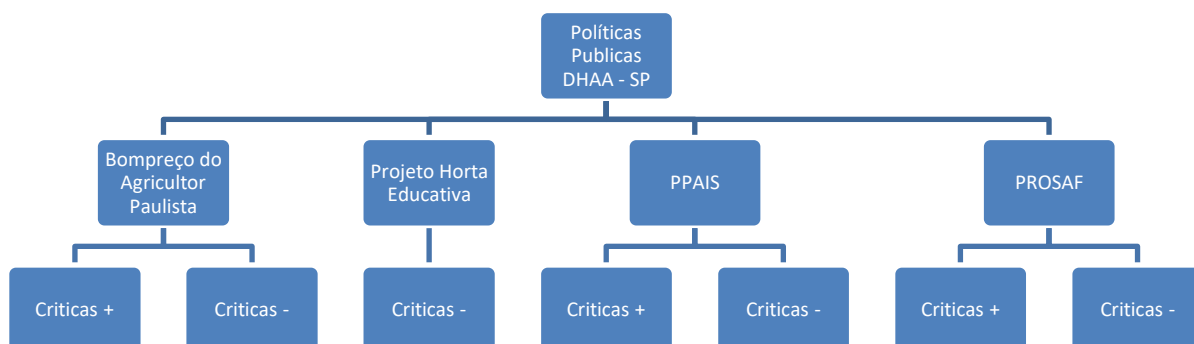 Políticas
Publicas
DHAA - SP
Bompreço do
Agricultor
Paulista
Projeto Horta
Educativa
PPAIS
PROSAF
Criticas +
Criticas -
Criticas -
Criticas +
Criticas -
Criticas +
Criticas -